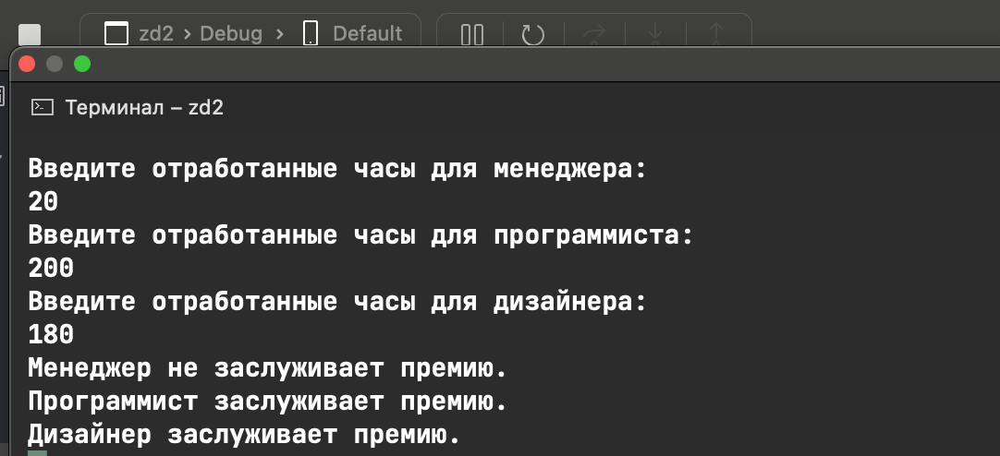 zd2 › Debug › Default
Терминал – zd2
Введите отработанные часы для менеджера:
20
Введите отработанные часы для программиста:
200
Введите отработанные часы для дизайнера:
180
Менеджер не заслуживает премию.
Программист заслуживает премию.
Дизайнер заслуживает премию.